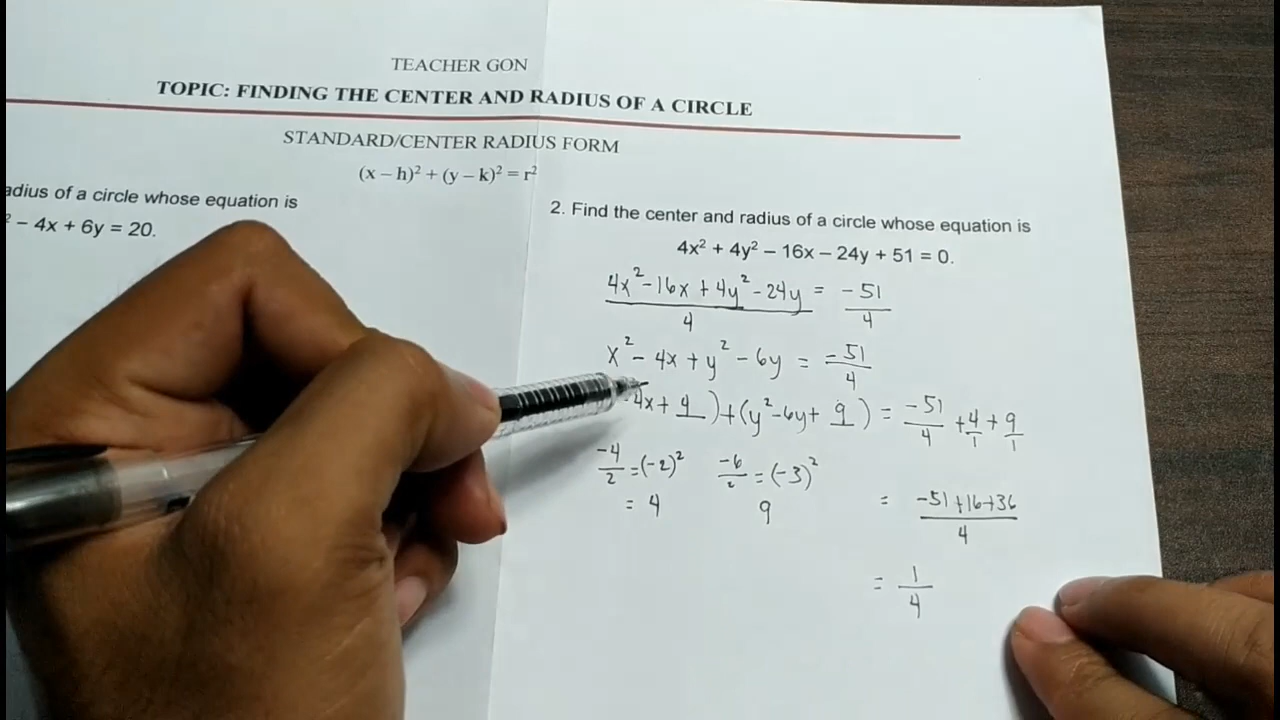 TEACHER GON
TOPIC: FINDING THE CENTER AND RADIUS OF A CIRCLE
STANDARD/CENTER RADIUS FORM
(x – h)² + (y – k)² = r²
adius of a circle whose equation is
² – 4x + 6y = 20.
2. Find the center and radius of a circle whose equation is
4x² + 4y² – 16x – 24y + 51 = 0.
4x² - 16x + 4y² - 24y = -51
4 4
x² - 4x + y² - 6y = -51
4
4x + 4 ) + (y² - 6y + 9 ) = -51 + 4 + 9
4 1 1
-4 = (-2)² -6 = (-3)²
2 2
= 4 9
= -51+16+36
4
= 1
4